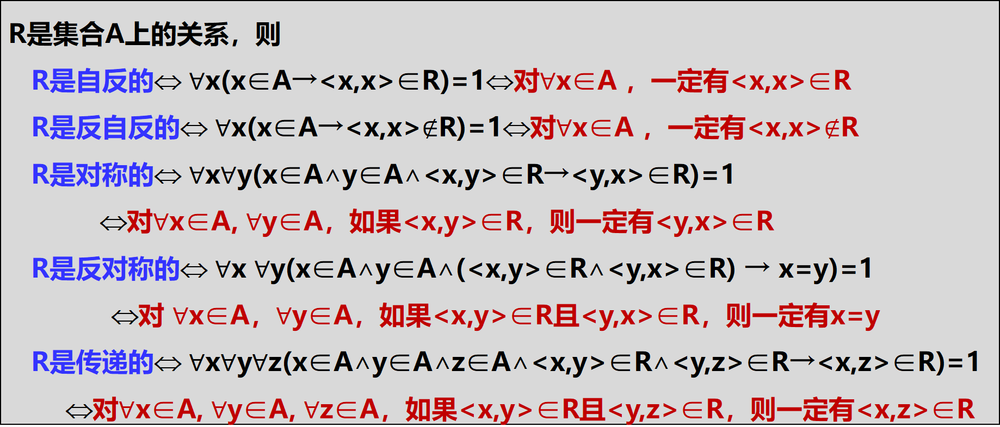 R是集合A上的关系，则
R是自反的⇔ ∀x(x∈A→<x,x>∈R)=1⇔对∀x∈A ，一定有<x,x>∈R
R是反自反的⇔ ∀x(x∈A→<x,x>∉R)=1⇔对∀x∈A ，一定有<x,x>∉R
R是对称的⇔ ∀x∀y(x∈A∧y∈A∧<x,y>∈R→<y,x>∈R)=1
⇔对∀x∈A, ∀y∈A，如果<x,y>∈R，则一定有<y,x>∈R
R是反对称的⇔ ∀x ∀y(x∈A∧y∈A∧(<x,y>∈R∧<y,x>∈R) → x=y)=1
⇔对 ∀x∈A，∀y∈A，如果<x,y>∈R且<y,x>∈R，则一定有x=y
R是传递的⇔ ∀x∀y∀z(x∈A∧y∈A∧z∈A∧<x,y>∈R∧<y,z>∈R→<x,z>∈R)=1
⇔对∀x∈A, ∀y∈A, ∀z∈A，如果<x,y>∈R且<y,z>∈R，则一定有<x,z>∈R